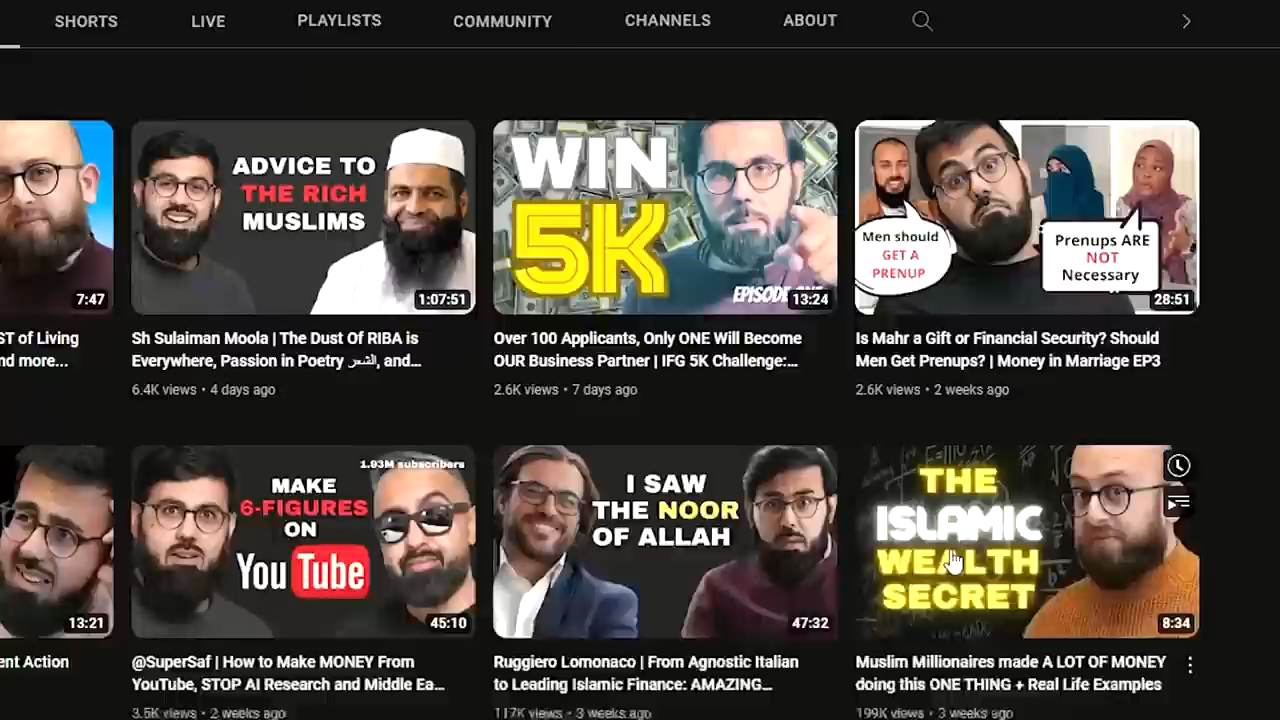 SHORTS LIVE PLAYLISTS COMMUNITY CHANNELS ABOUT
7:47
ADVICE TO
THE RICH
MUSLIMS
1:07:51
WIN
5K
13:24
Men should
GET A
PRENUP
Prenups ARE
NOT
Necessary
28:51
ST of Living
nd more...
Sh Sulaiman Moola | The Dust Of RIBA is
Everywhere, Passion in Poetry الشعر, and...
6.4K views • 4 days ago
Over 100 Applicants, Only ONE Will Become
OUR Business Partner | IFG 5K Challenge:...
2.6K views • 7 days ago
Is Mahr a Gift or Financial Security? Should
Men Get Prenups? | Money in Marriage EP3
2.6K views • 2 weeks ago
13:21
1.93M subscribers
MAKE
6-FIGURES
ON
YouTube
45:10
I SAW
THE NOOR
OF ALLAH
47:32
THE
ISLAMIC
WEALTH
SECRET
8:34
ent Action
@SuperSaf | How to Make MONEY From
YouTube, STOP AI Research and Middle Ea...
3.5K views • 2 weeks ago
Ruggiero Lomonaco | From Agnostic Italian
to Leading Islamic Finance: AMAZING...
117K views • 3 weeks ago
Muslim Millionaires made A LOT OF MONEY
doing this ONE THING + Real Life Examples
199K views • 3 weeks ago